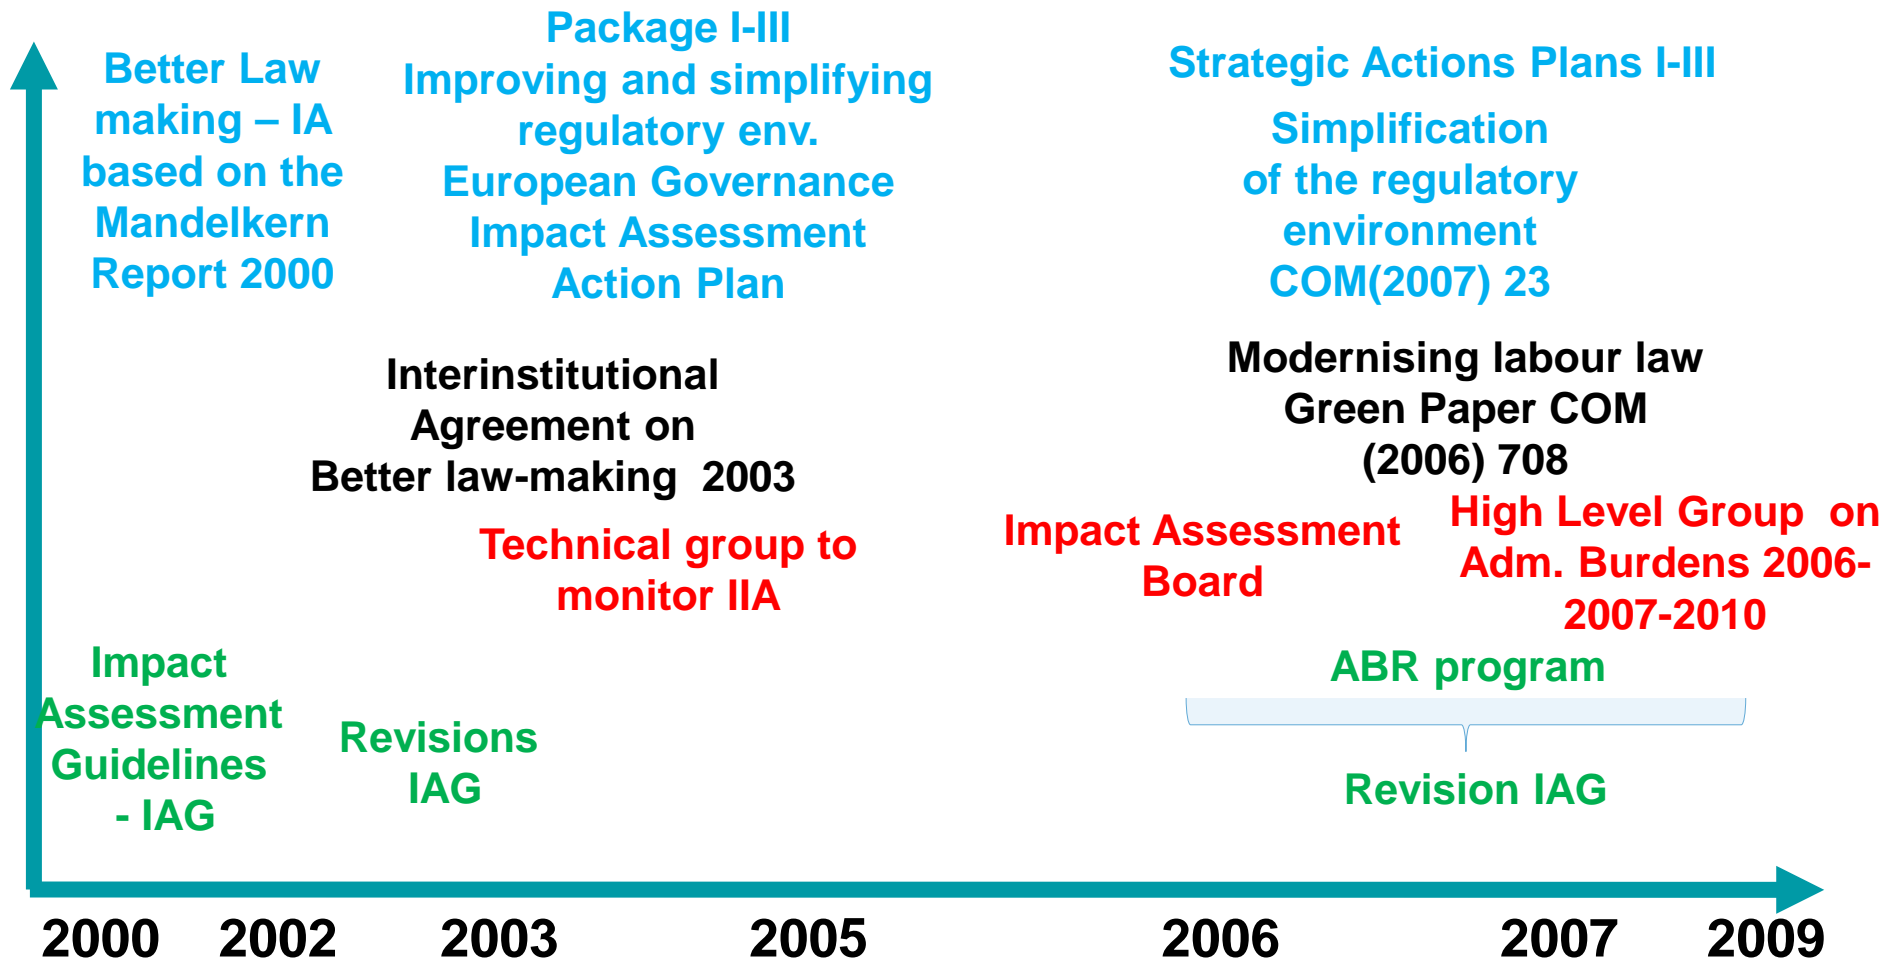 Better Law
making – IA
based on the
Mandelkern
Report 2000
Package I-III
Improving and simplifying
regulatory env.
European Governance
Impact Assessment
Action Plan
Strategic Actions Plans I-III
Simplification
of the regulatory
environment
COM(2007) 23
Interinstitutional
Agreement on
Better law-making 2003
Modernising labour law
Green Paper COM
(2006) 708
Technical group to
monitor IIA
Impact Assessment
Board
High Level Group on
Adm. Burdens 2006-
2007-2010
Impact
Assessment
Guidelines
- IAG
Revisions
IAG
ABR program
Revision IAG
2000 2002 2003 2005 2006 2007 2009